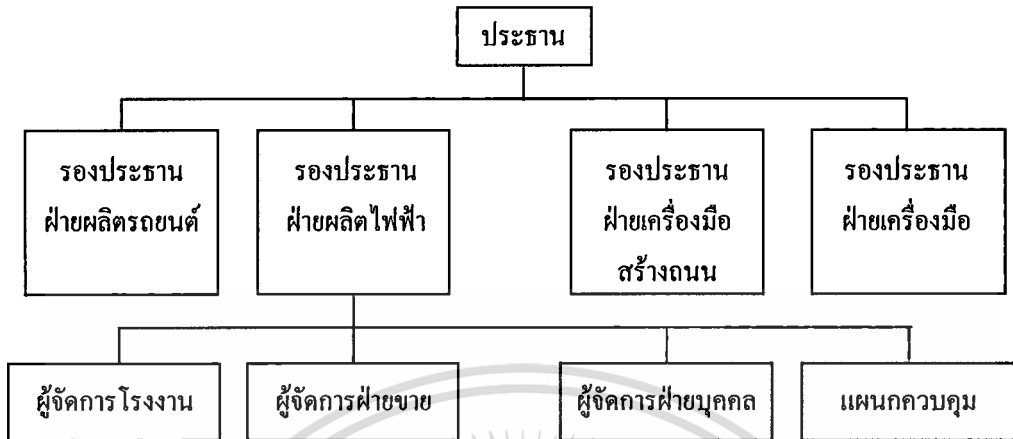 ประธาน
รองประธาน
ฝ่ายผลิตรถยนต์
รองประธาน
ฝ่ายผลิตไฟฟ้า
รองประธาน
ฝ่ายเครื่องมือ
สร้างถนน
รองประธาน
ฝ่ายเครื่องมือ
ผู้จัดการโรงงาน
ผู้จัดการฝ่ายขาย
ผู้จัดการฝ่ายบุคคล
แผนกควบคุม